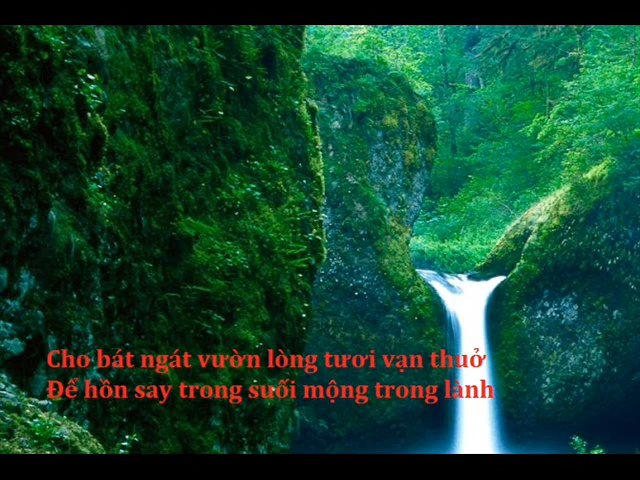 Cho bát ngát vườn lòng tươi vạn thuở
Để hồn say trong suối mộng trong lành